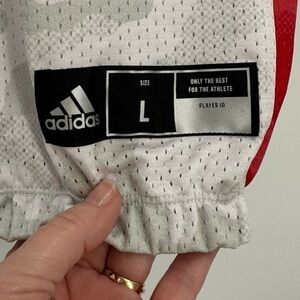 adidas
SIZE
L
ONLY THE BEST
FOR THE ATHLETE
PLAYER ID